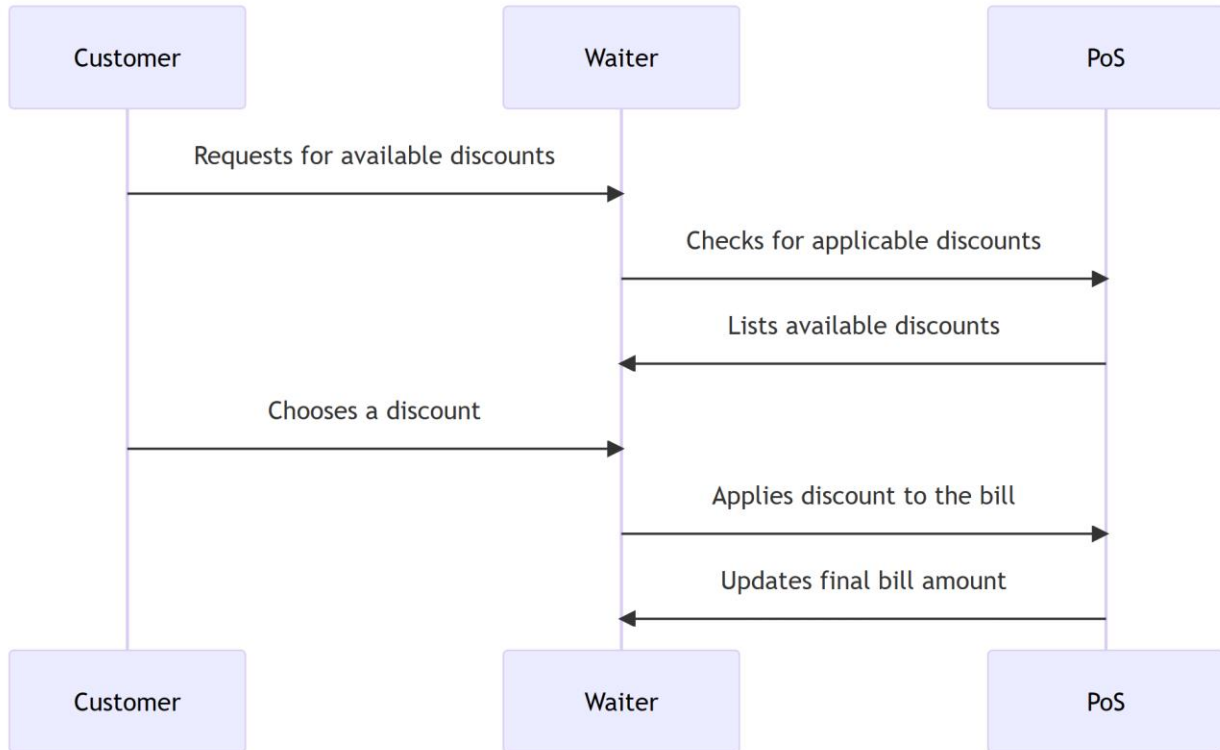 Customer
Waiter
PoS
Requests for available discounts
Checks for applicable discounts
Lists available discounts
Chooses a discount
Applies discount to the bill
Updates final bill amount
Customer
Waiter
PoS